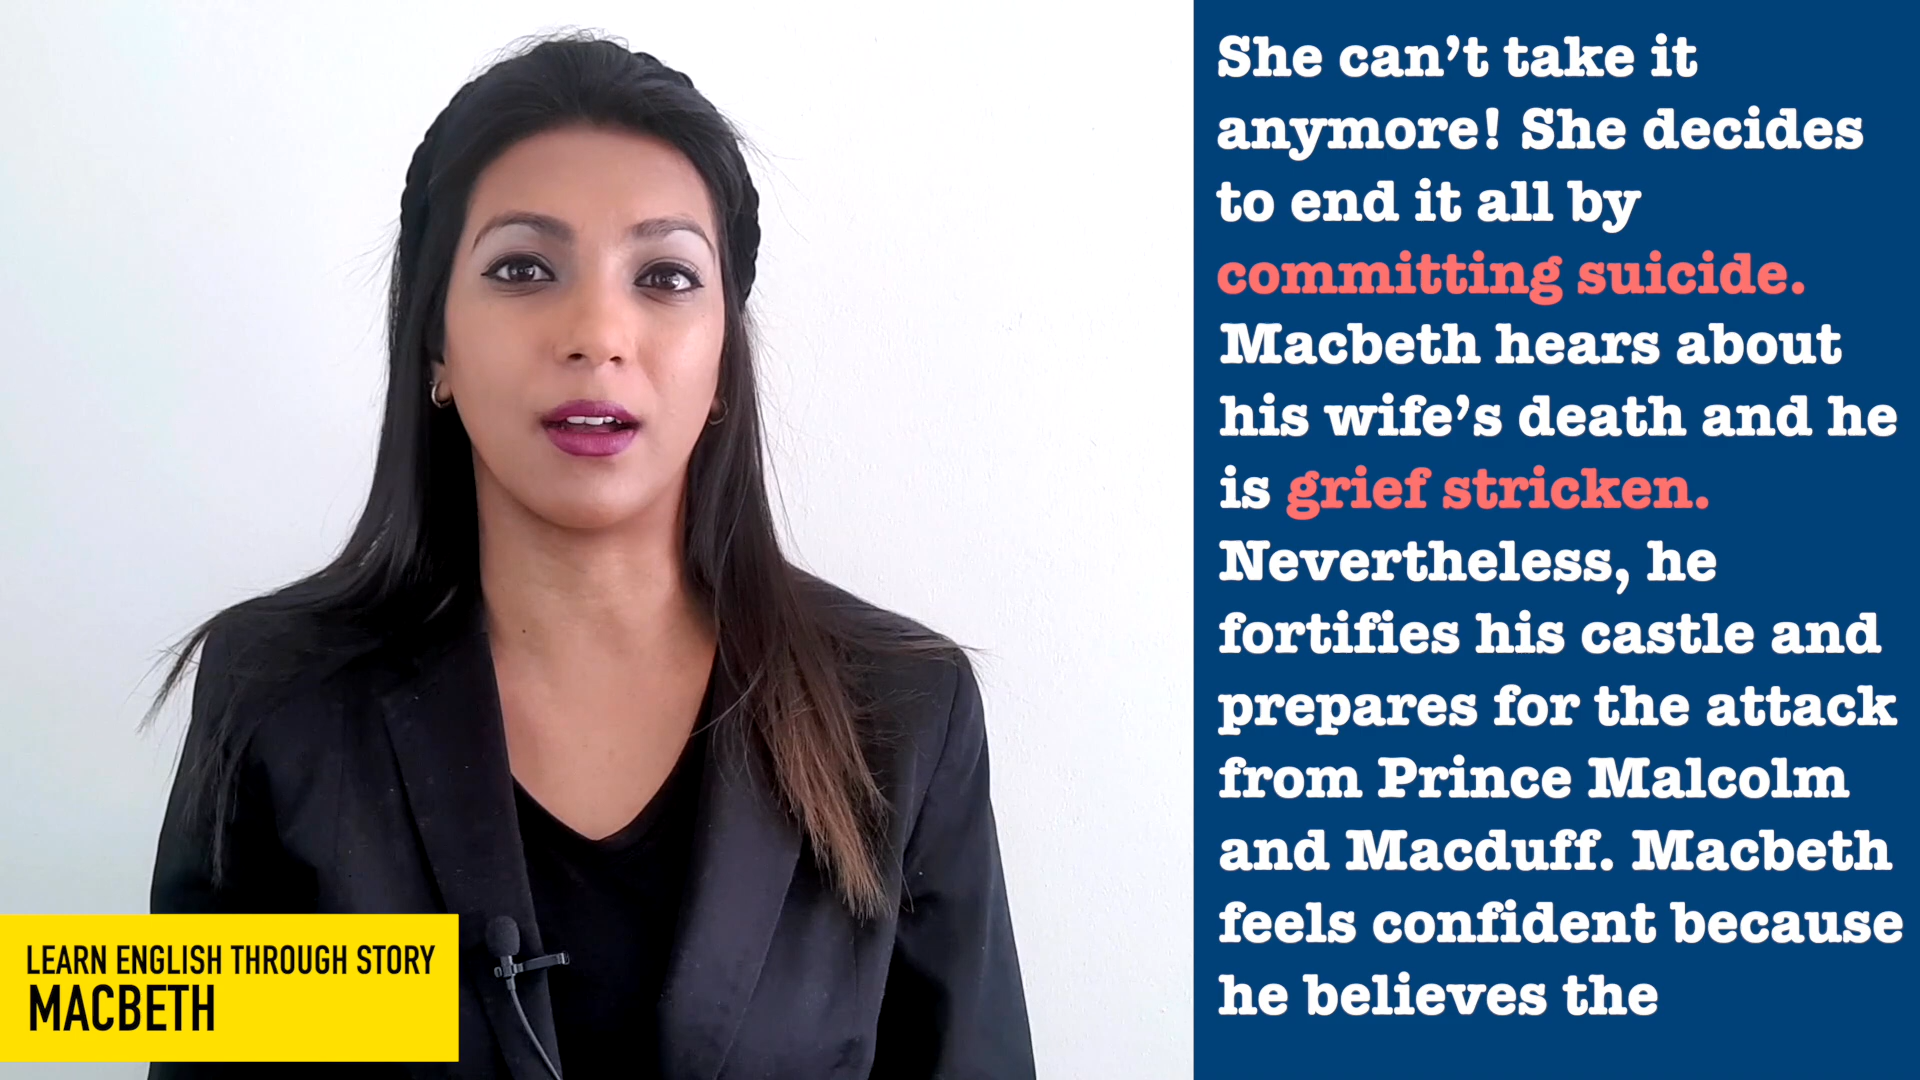 She can’t take it
anymore! She decides
to end it all by
committing suicide.
Macbeth hears about
his wife’s death and he
is grief stricken.
Nevertheless, he
fortifies his castle and
prepares for the attack
from Prince Malcolm
and Macduff. Macbeth
feels confident because
he believes the
LEARN ENGLISH THROUGH STORY
MACBETH